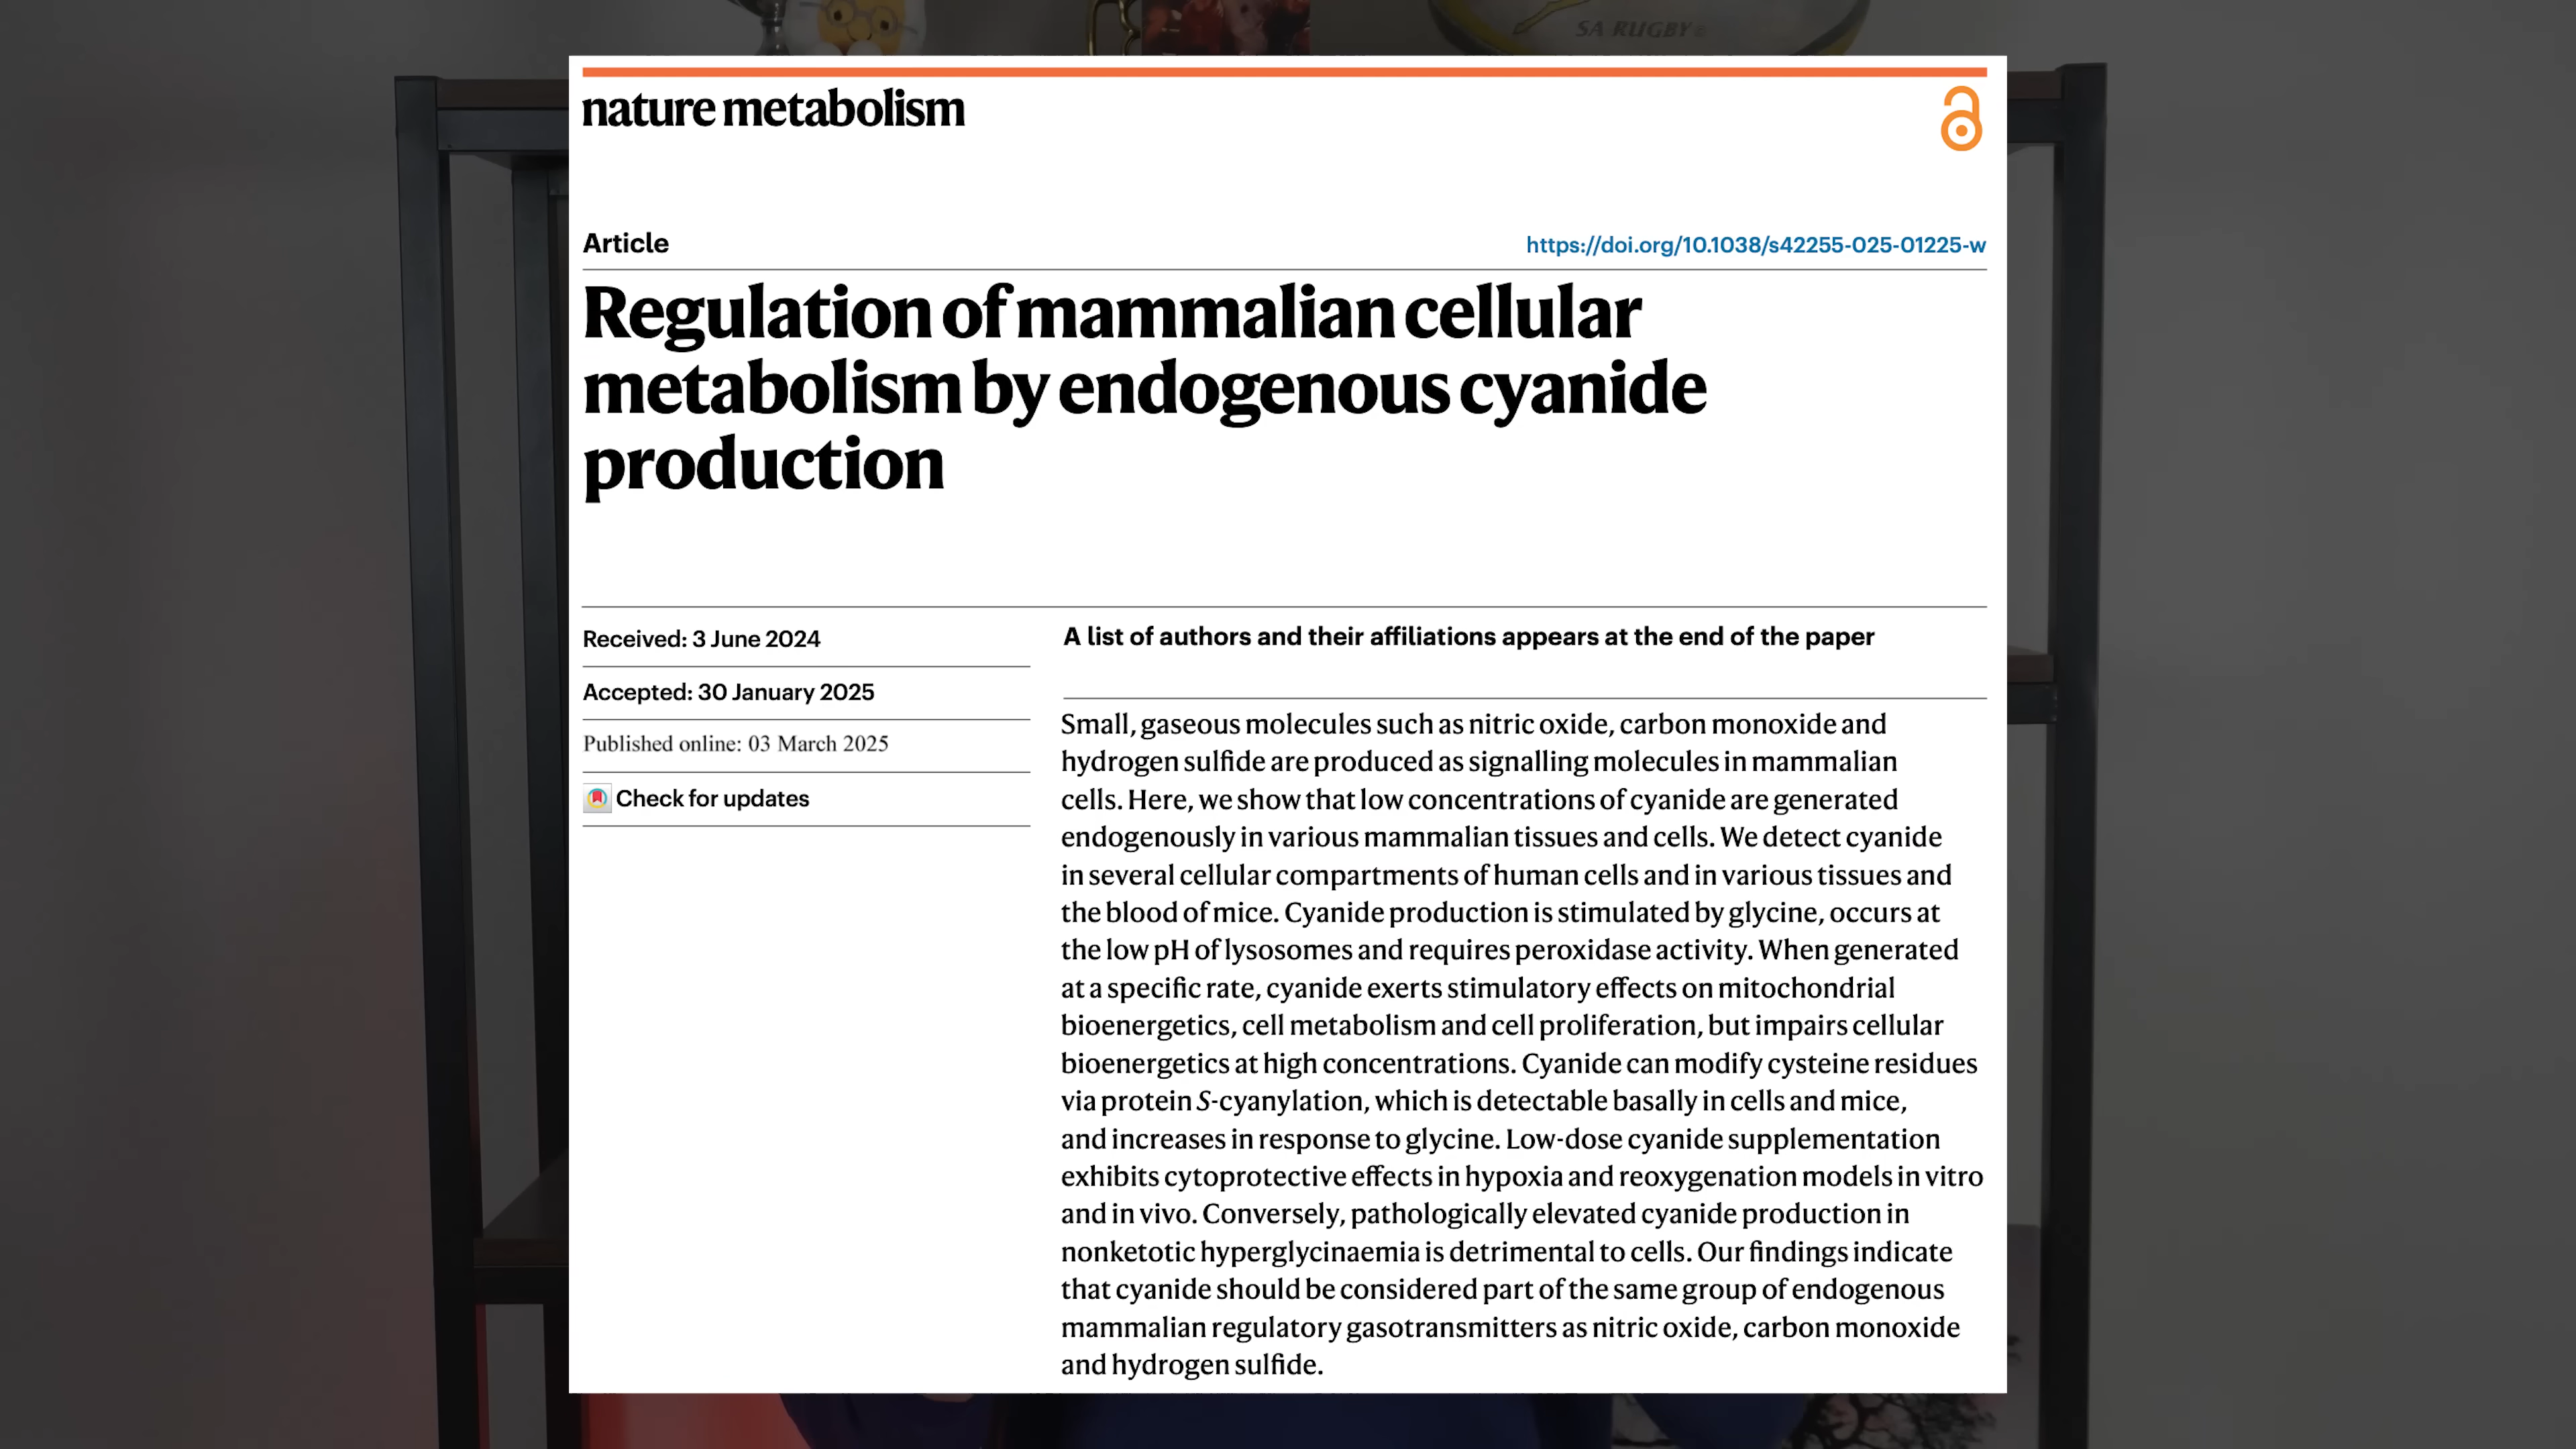 SA RUGBY
nature metabolism
Article
https://doi.org/10.1038/s42255-025-01225-w
Regulation of mammalian cellular
metabolism by endogenous cyanide
production
Received: 3 June 2024
Accepted: 30 January 2025
Published online: 03 March 2025
Check for updates
A list of authors and their affiliations appears at the end of the paper
Small, gaseous molecules such as nitric oxide, carbon monoxide and
hydrogen sulfide are produced as signalling molecules in mammalian
cells. Here, we show that low concentrations of cyanide are generated
endogenously in various mammalian tissues and cells. We detect cyanide
in several cellular compartments of human cells and in various tissues and
the blood of mice. Cyanide production is stimulated by glycine, occurs at
the low pH of lysosomes and requires peroxidase activity. When generated
at a specific rate, cyanide exerts stimulatory effects on mitochondrial
bioenergetics, cell metabolism and cell proliferation, but impairs cellular
bioenergetics at high concentrations. Cyanide can modify cysteine residues
via protein S-cyanylation, which is detectable basally in cells and mice,
and increases in response to glycine. Low-dose cyanide supplementation
exhibits cytoprotective effects in hypoxia and reoxygenation models in vitro
and in vivo. Conversely, pathologically elevated cyanide production in
nonketotic hyperglycinaemia is detrimental to cells. Our findings indicate
that cyanide should be considered part of the same group of endogenous
mammalian regulatory gasotransmitters as nitric oxide, carbon monoxide
and hydrogen sulfide.